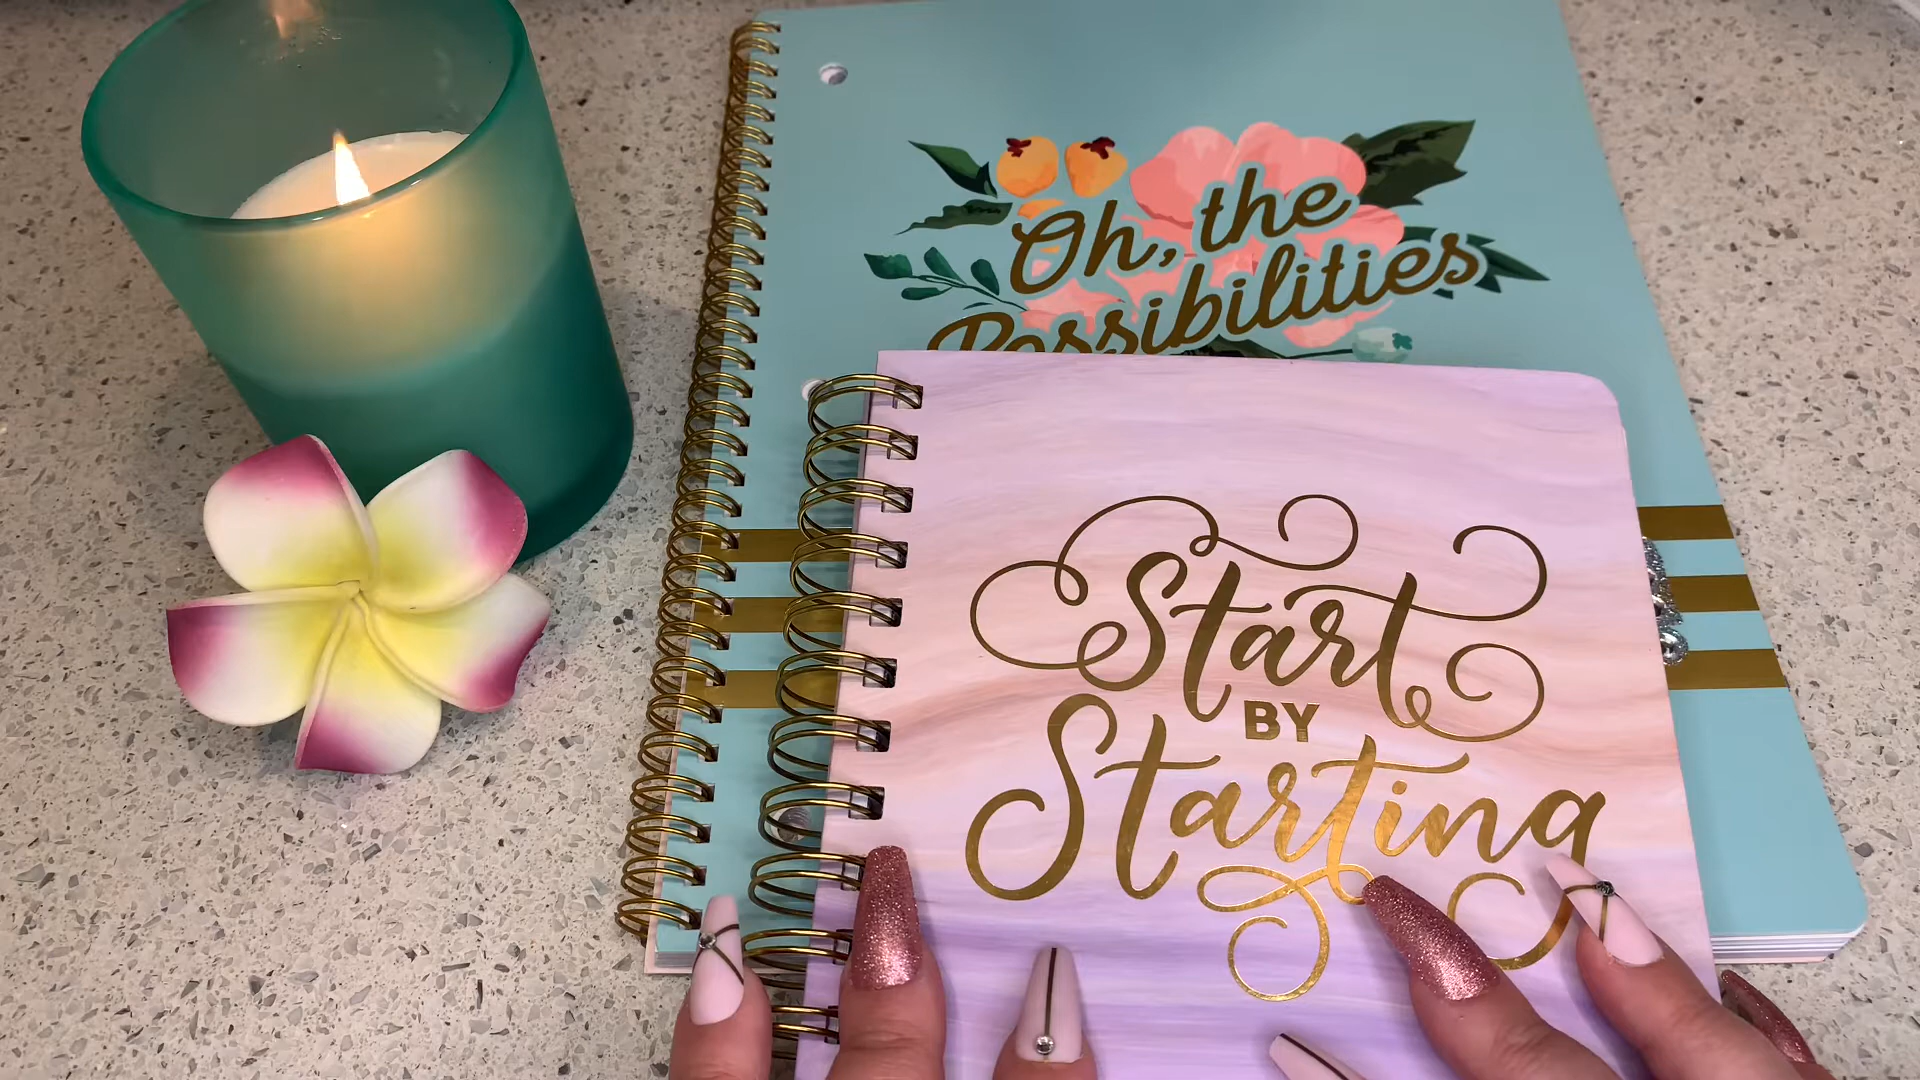 Oh, the
Possibilities
Start
BY
Starting